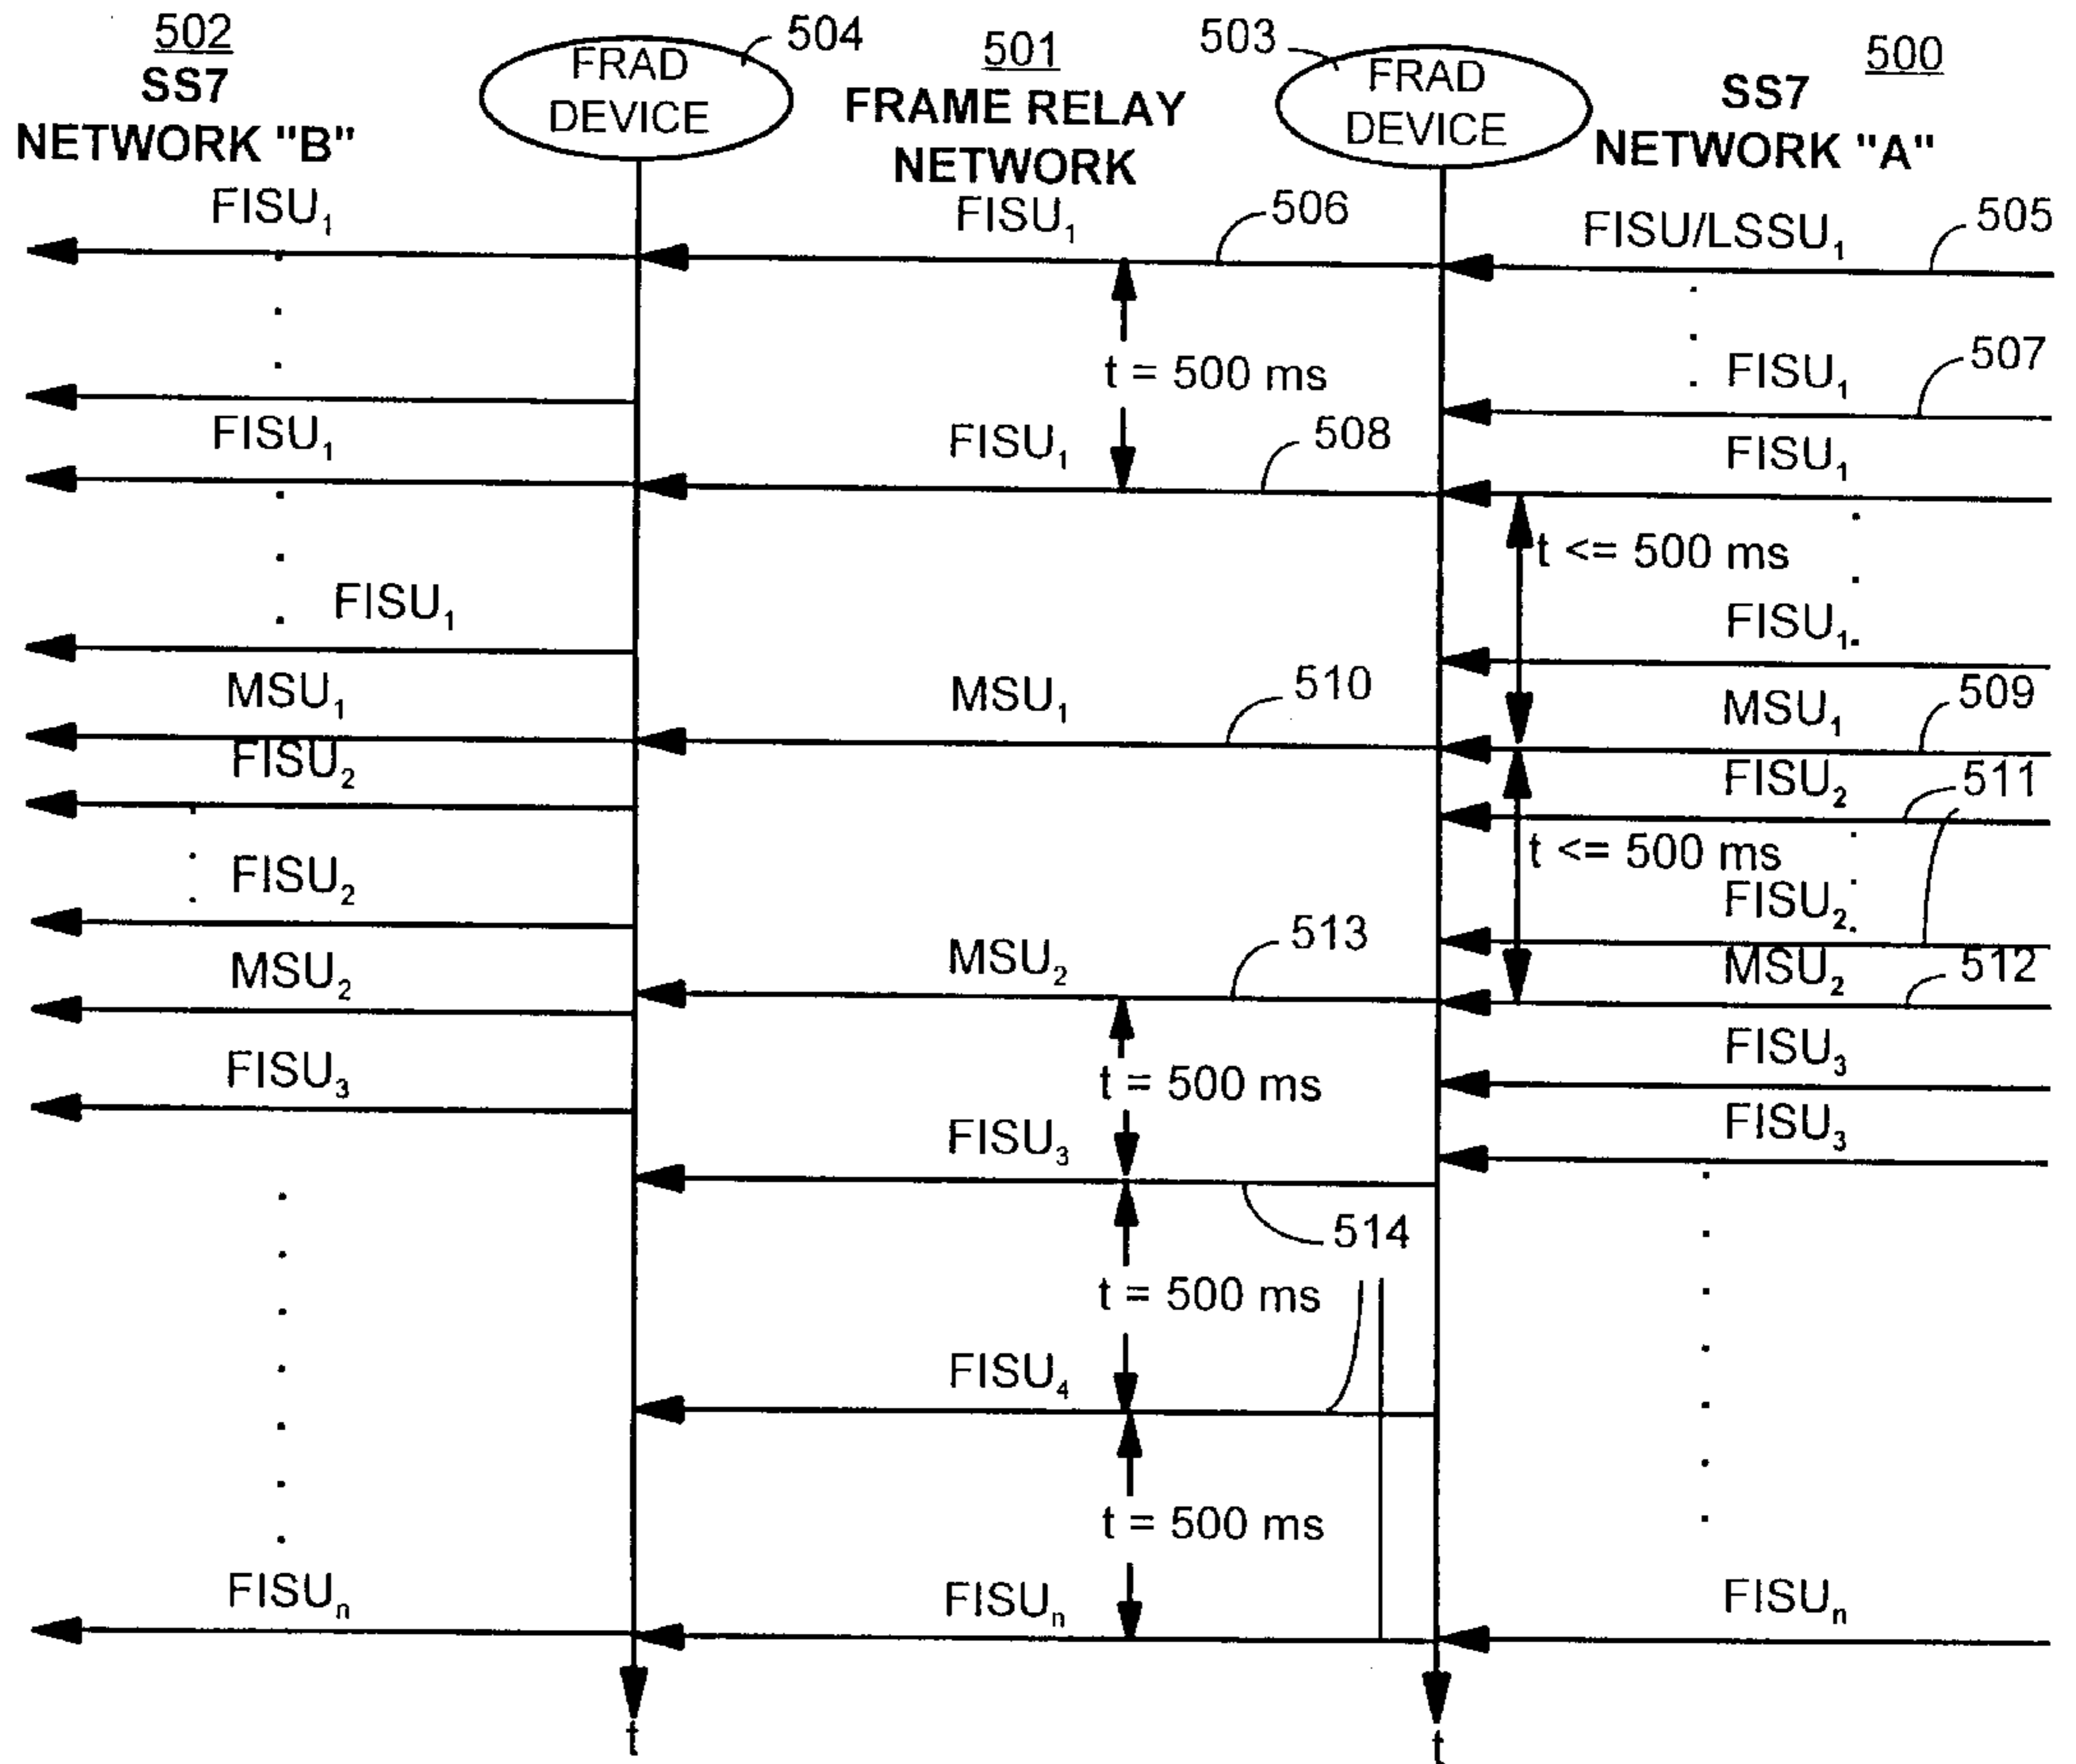 502
SS7
NETWORK "B"
FRAD
DEVICE
504
501
FRAME RELAY
NETWORK
503
FRAD
DEVICE
500
SS7
NETWORK "A"
FISU₁
FISU₁
506
FISU/LSSU₁
505
t = 500 ms
FISU₁
507
FISU₁
FISU₁
508
FISU₁
t <= 500 ms
FISU₁
FISU₁
MSU₁
MSU₁
510
MSU₁
509
FISU₂
FISU₂
511
t <= 500 ms
FISU₂
FISU₂
MSU₂
MSU₂
513
MSU₂
512
FISU₃
t = 500 ms
FISU₃
FISU₃
FISU₃
514
t = 500 ms
FISU₄
t = 500 ms
FISUₙ
FISUₙ
FISUₙ
t
t